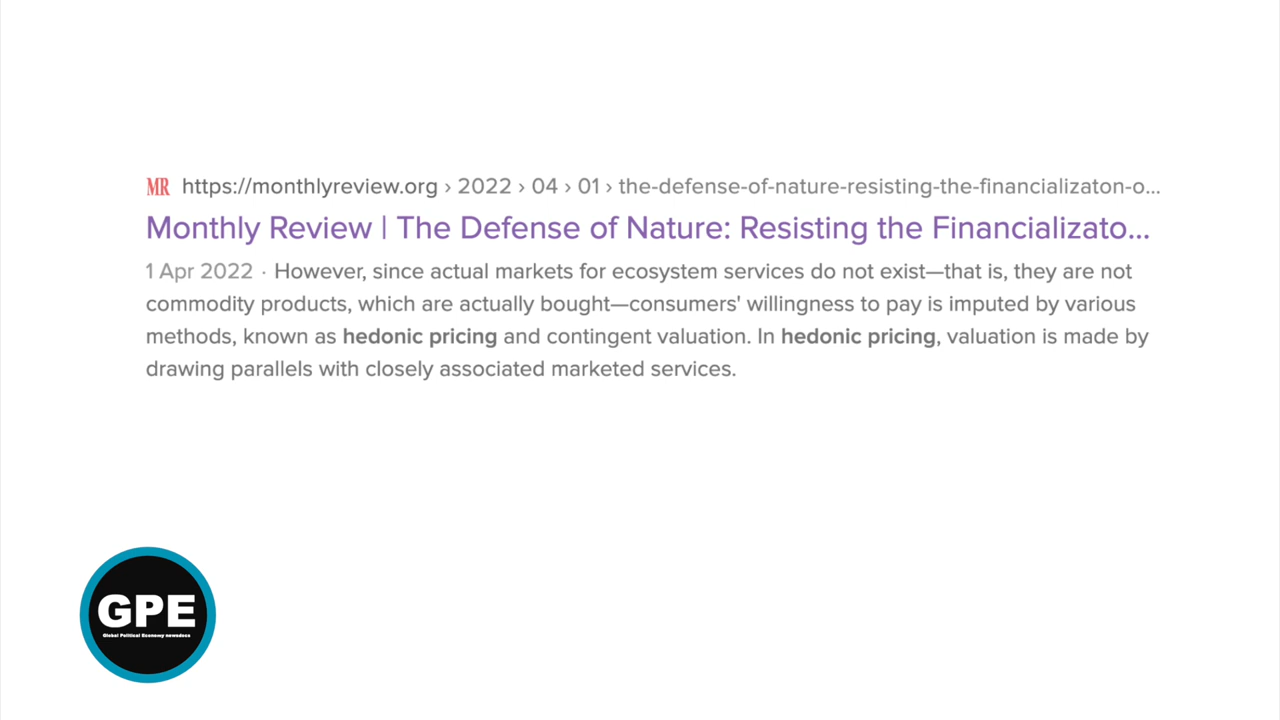 MR https://monthlyreview.org › 2022 › 04 › 01 › the-defense-of-nature-resisting-the-financializaton-o...
Monthly Review | The Defense of Nature: Resisting the Financializato...
1 Apr 2022 · However, since actual markets for ecosystem services do not exist—that is, they are not
commodity products, which are actually bought—consumers' willingness to pay is imputed by various
methods, known as hedonic pricing and contingent valuation. In hedonic pricing, valuation is made by
drawing parallels with closely associated marketed services.
GPE
Global Political Economy newsdocs